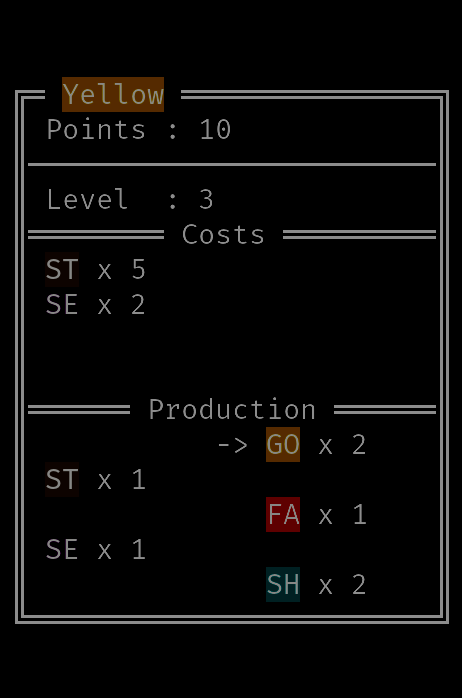 Yellow
Points : 10
Level  : 3
Costs
ST x 5
SE x 2
Production
-> GO x 2
ST x 1
FA x 1
SE x 1
SH x 2